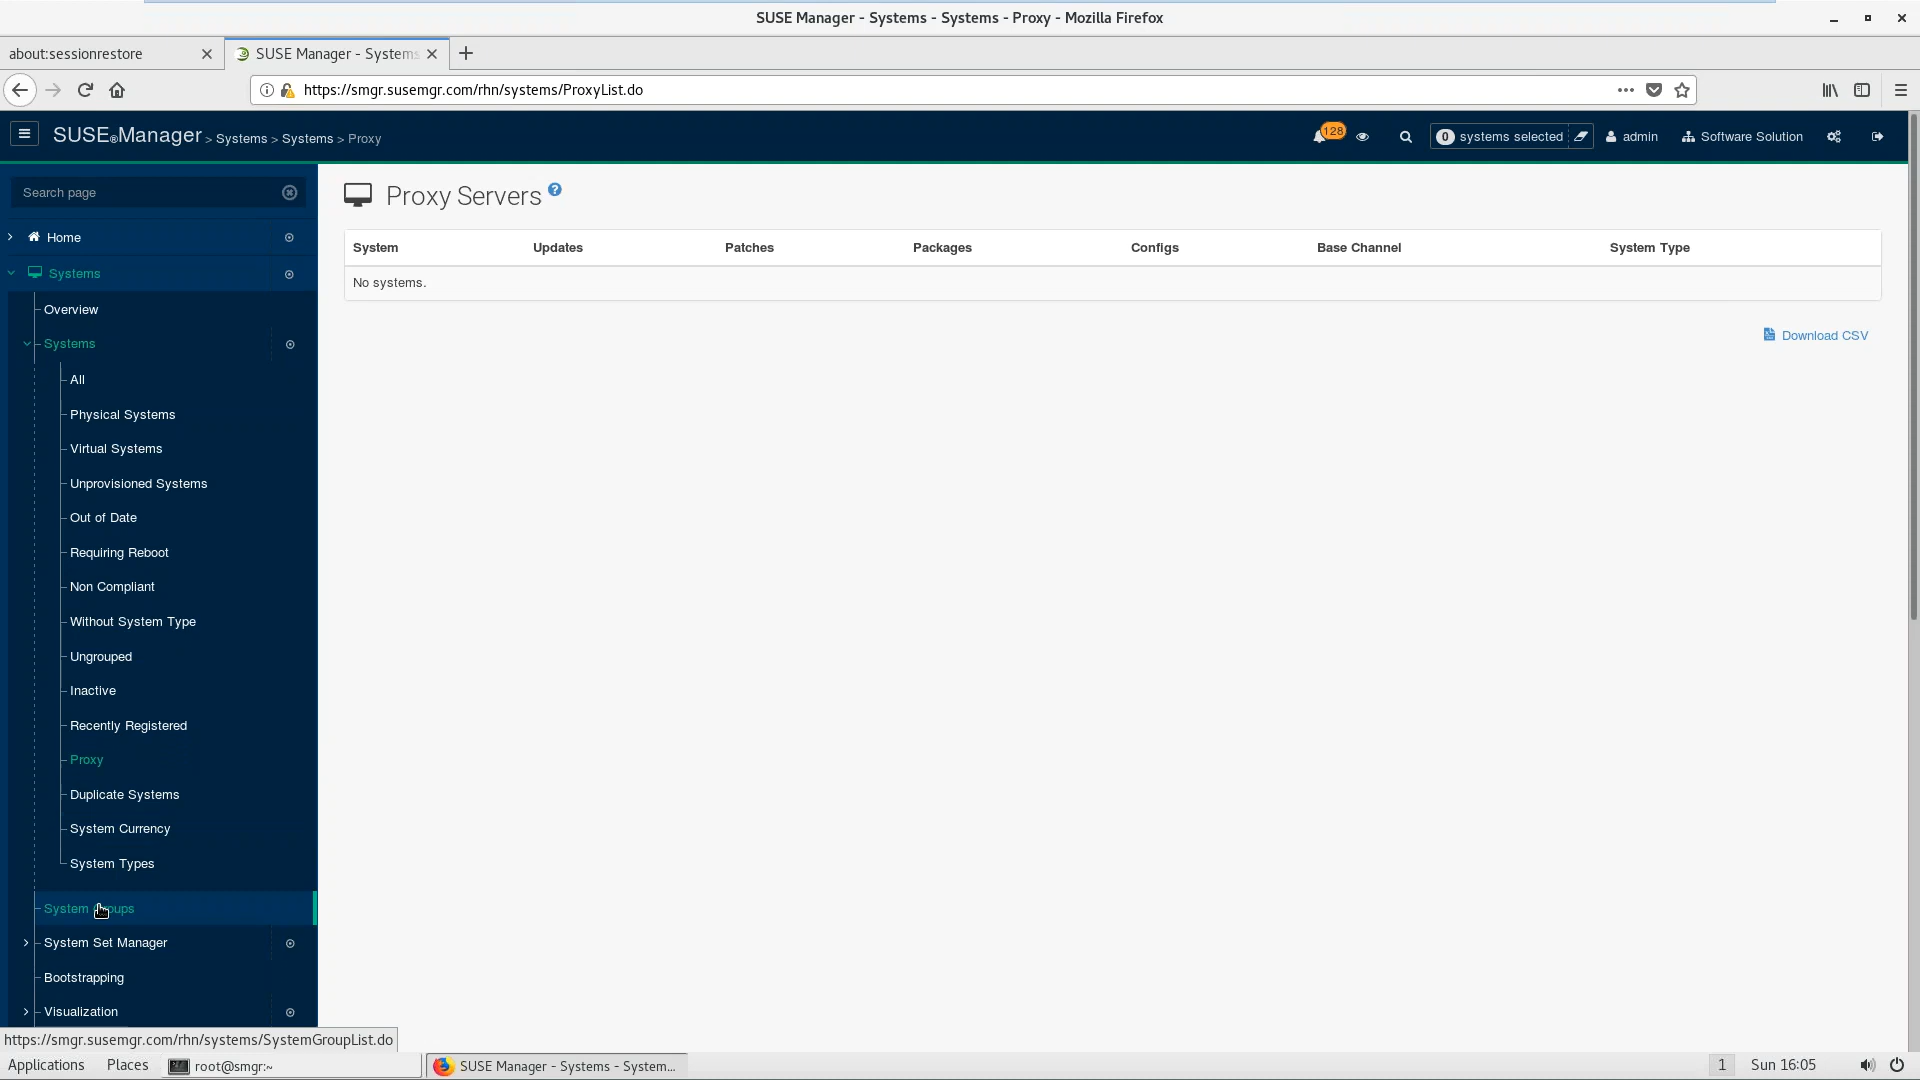 SUSE Manager - Systems - Systems - Proxy - Mozilla Firefox
about:sessionrestore
SUSE Manager - Systems
https://smgr.susemgr.com/rhn/systems/ProxyList.do
SUSE®Manager > Systems > Systems > Proxy
128
0 systems selected
admin
Software Solution
Search page
Home
Systems
Overview
Systems
All
Physical Systems
Virtual Systems
Unprovisioned Systems
Out of Date
Requiring Reboot
Non Compliant
Without System Type
Ungrouped
Inactive
Recently Registered
Proxy
Duplicate Systems
System Currency
System Types
System Groups
System Set Manager
Bootstrapping
Visualization
Proxy Servers ?
System Updates Patches Packages Configs Base Channel System Type
No systems.
Download CSV
https://smgr.susemgr.com/rhn/systems/SystemGroupList.do
Applications Places root@smgr:~ SUSE Manager - Systems - System... 1 Sun 16:05